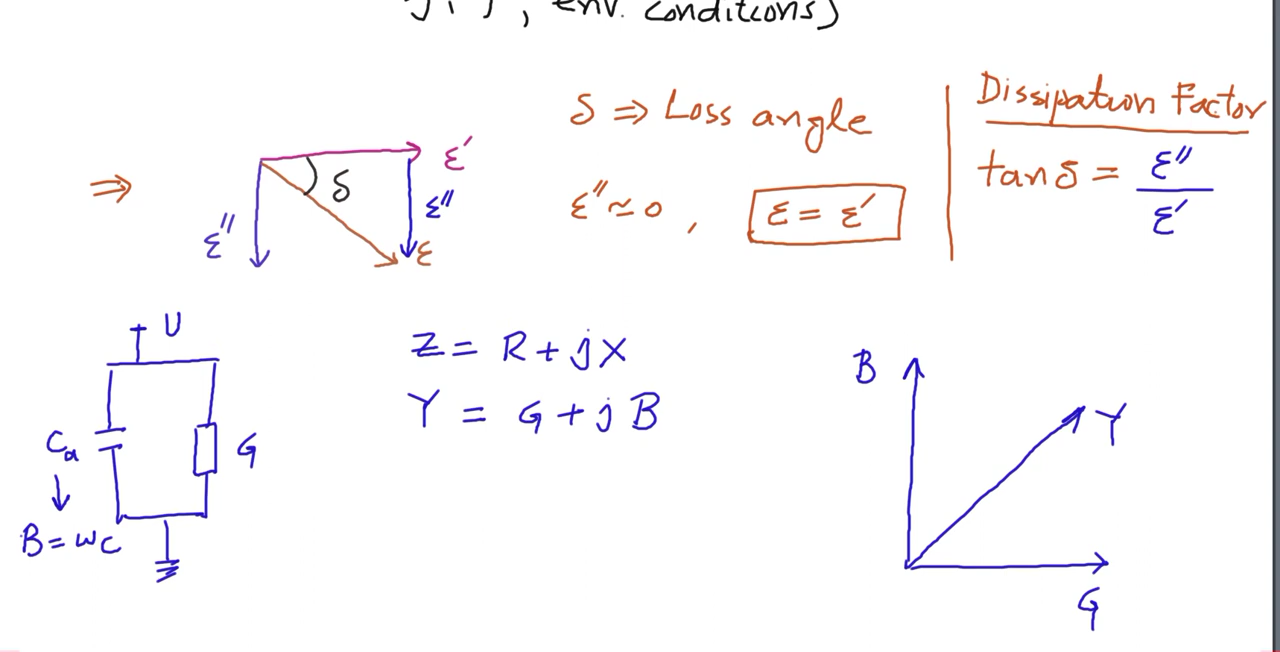 , env. conditions)
δ ⇒ Loss angle
ε'' ≃ 0 , ε = ε'
Dissipation Factor
tan δ = ε'' / ε'
⇒
ε'
δ
ε''
ε''
ε
U
Ca
G
B = ωC
Z = R + jX
Y = G + jB
B
Y
G